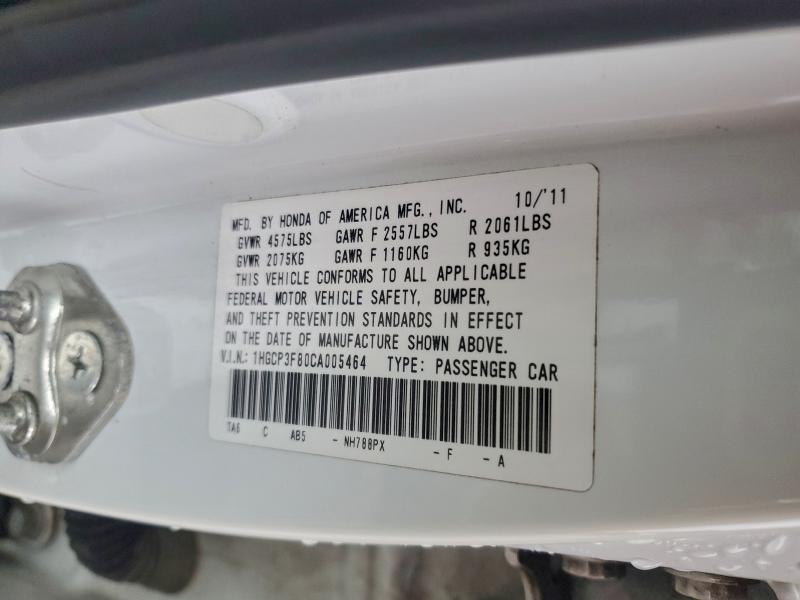 MFD. BY HONDA OF AMERICA MFG., INC. 10/'11
GVWR 4575LBS GAWR F 2557LBS R 2061LBS
GVWR 2075KG GAWR F 1160KG R 935KG
THIS VEHICLE CONFORMS TO ALL APPLICABLE
FEDERAL MOTOR VEHICLE SAFETY, BUMPER,
AND THEFT PREVENTION STANDARDS IN EFFECT
ON THE DATE OF MANUFACTURE SHOWN ABOVE.
V.I.N.: 1HGCP3F80CA005464 TYPE: PASSENGER CAR
TA6 C AB5 - NH788PX - F - A